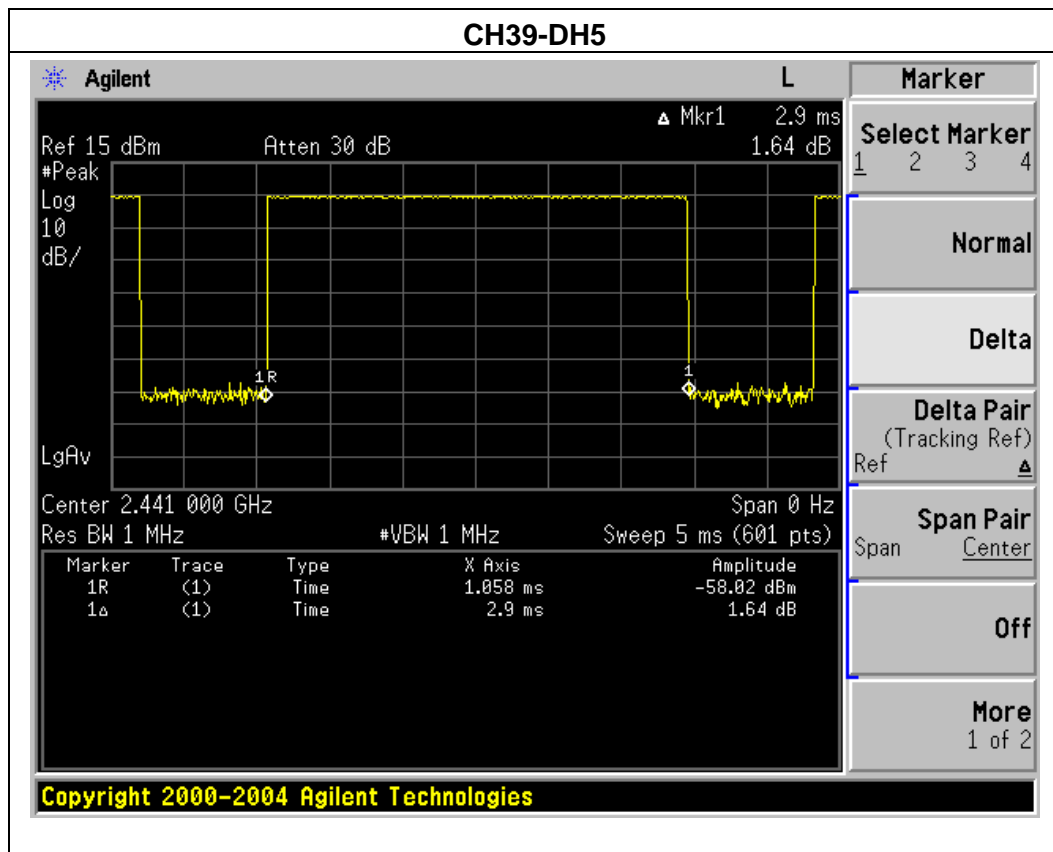 CH39-DH5
Agilent L
Marker
Δ Mkr1 2.9 ms
Ref 15 dBm Atten 30 dB 1.64 dB
#Peak
Log
10
dB/
1R
1
LgAv
Center 2.441 000 GHz Span 0 Hz
Res BW 1 MHz #VBW 1 MHz Sweep 5 ms (601 pts)
Marker Trace Type X Axis Amplitude
1R (1) Time 1.058 ms -58.02 dBm
1Δ (1) Time 2.9 ms 1.64 dB
Select Marker
1 2 3 4
Normal
Delta
Delta Pair
(Tracking Ref)
Ref Δ
Span Pair
Span Center
Off
More
1 of 2
Copyright 2000-2004 Agilent Technologies